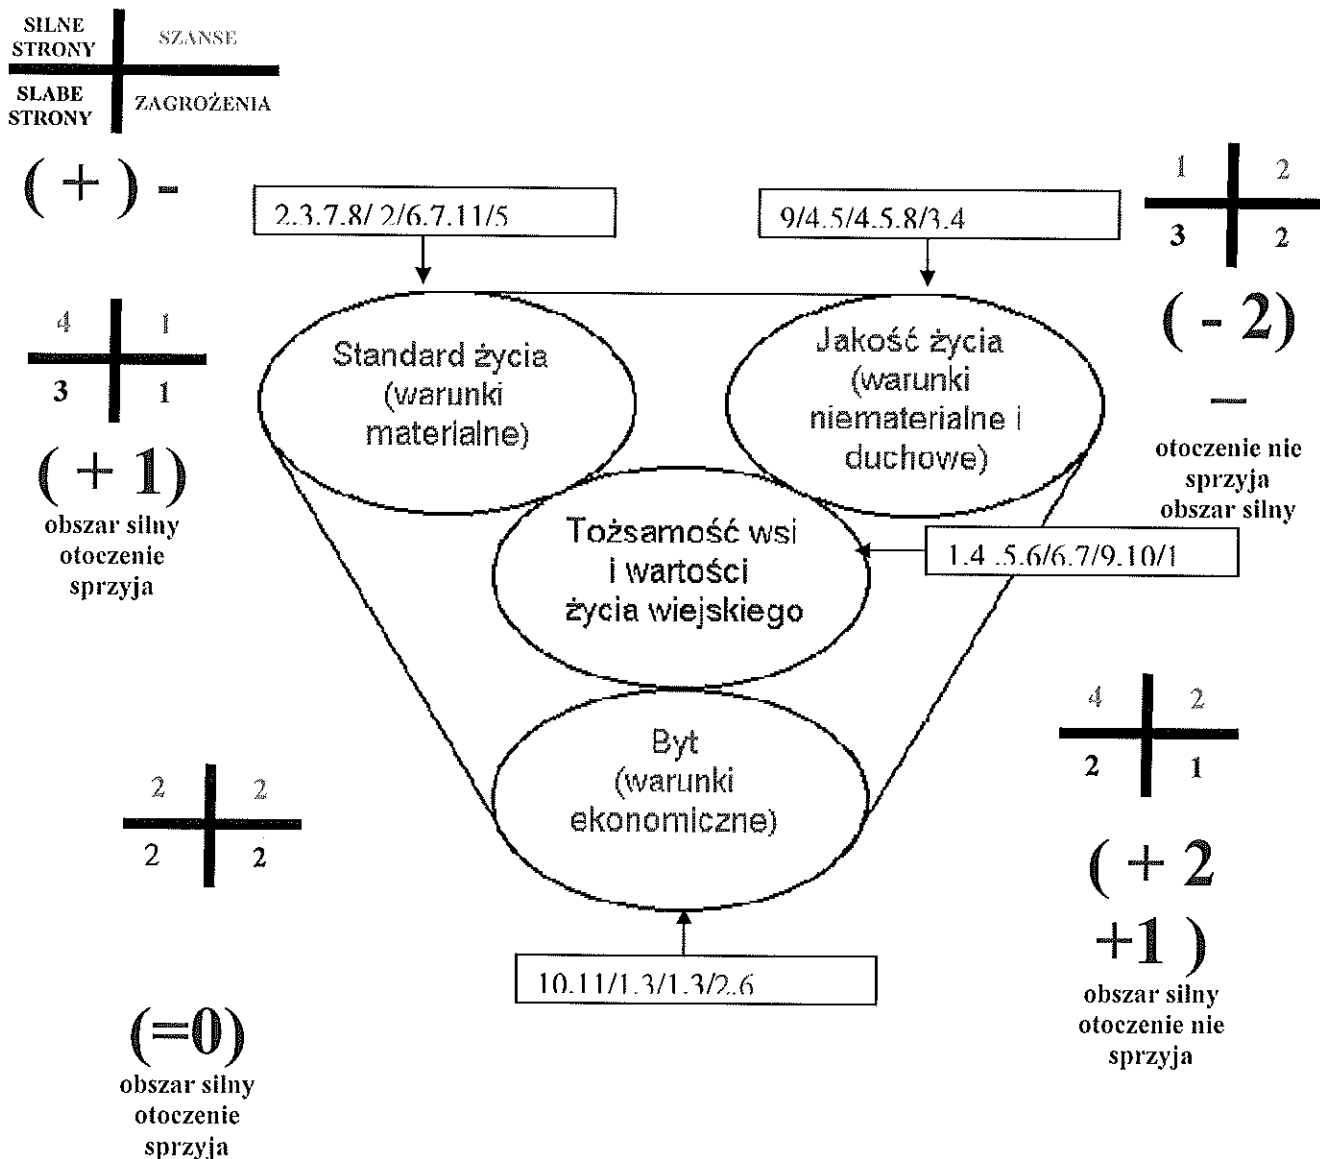 SILNE
STRONY
SZANSE
SLABE
STRONY
ZAGROŻENIA
( + ) -
2.3.7.8/ 2/6.7.11/5
9/4.5/4.5.8/3.4
1
2
3
2
( - 2)
–
otoczenie nie
sprzyja
obszar silny
4
1
3
1
( + 1)
obszar silny
otoczenie
sprzyja
Standard życia
(warunki
materialne)
Jakość życia
(warunki
niematerialne i
duchowe)
Tożsamość wsi
i wartości
życia wiejskiego
1.4 .5.6/6.7/9.10/1
Byt
(warunki
ekonomiczne)
4
2
2
1
( + 2
+1 )
obszar silny
otoczenie nie
sprzyja
2
2
2
2
(=0)
obszar silny
otoczenie
sprzyja
10.11/1.3/1.3/2.6